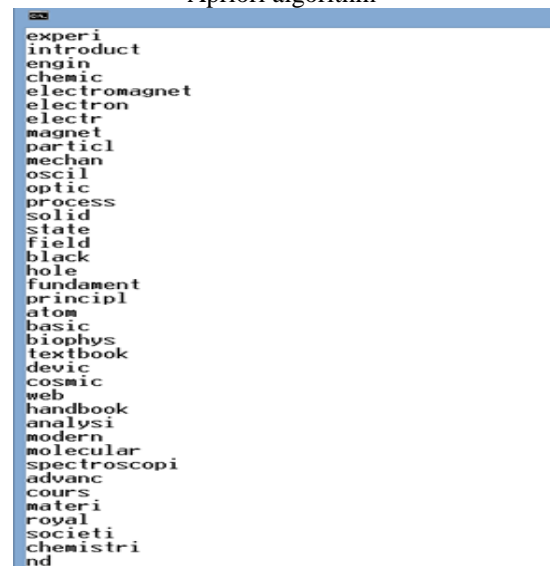 Apriori algorithm
experi
introduct
engin
chemic
electromagnet
electron
electr
magnet
particl
mechan
oscil
optic
process
solid
state
field
black
hole
fundament
principl
atom
basic
biophys
textbook
devic
cosmic
web
handbook
analysi
modern
molecular
spectroscopi
advanc
cours
materi
royal
societi
chemistri
nd